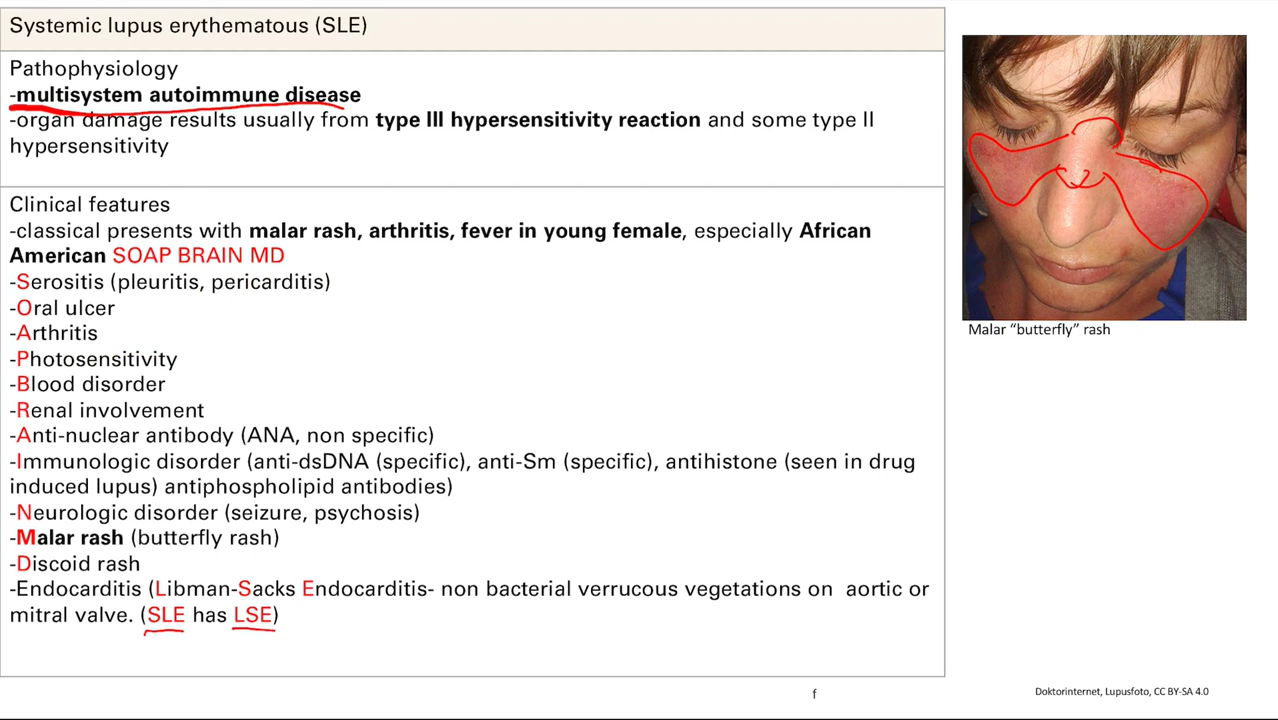 Systemic lupus erythematous (SLE)
Pathophysiology
-multisystem autoimmune disease
-organ damage results usually from type III hypersensitivity reaction and some type II
hypersensitivity
Clinical features
-classical presents with malar rash, arthritis, fever in young female, especially African
American SOAP BRAIN MD
-Serositis (pleuritis, pericarditis)
-Oral ulcer
-Arthritis
-Photosensitivity
-Blood disorder
-Renal involvement
-Anti-nuclear antibody (ANA, non specific)
-Immunologic disorder (anti-dsDNA (specific), anti-Sm (specific), antihistone (seen in drug
induced lupus) antiphospholipid antibodies)
-Neurologic disorder (seizure, psychosis)
-Malar rash (butterfly rash)
-Discoid rash
-Endocarditis (Libman-Sacks Endocarditis- non bacterial verrucous vegetations on aortic or
mitral valve. (SLE has LSE)
Malar “butterfly” rash
f
Doktorinternet, Lupusfoto, CC BY-SA 4.0